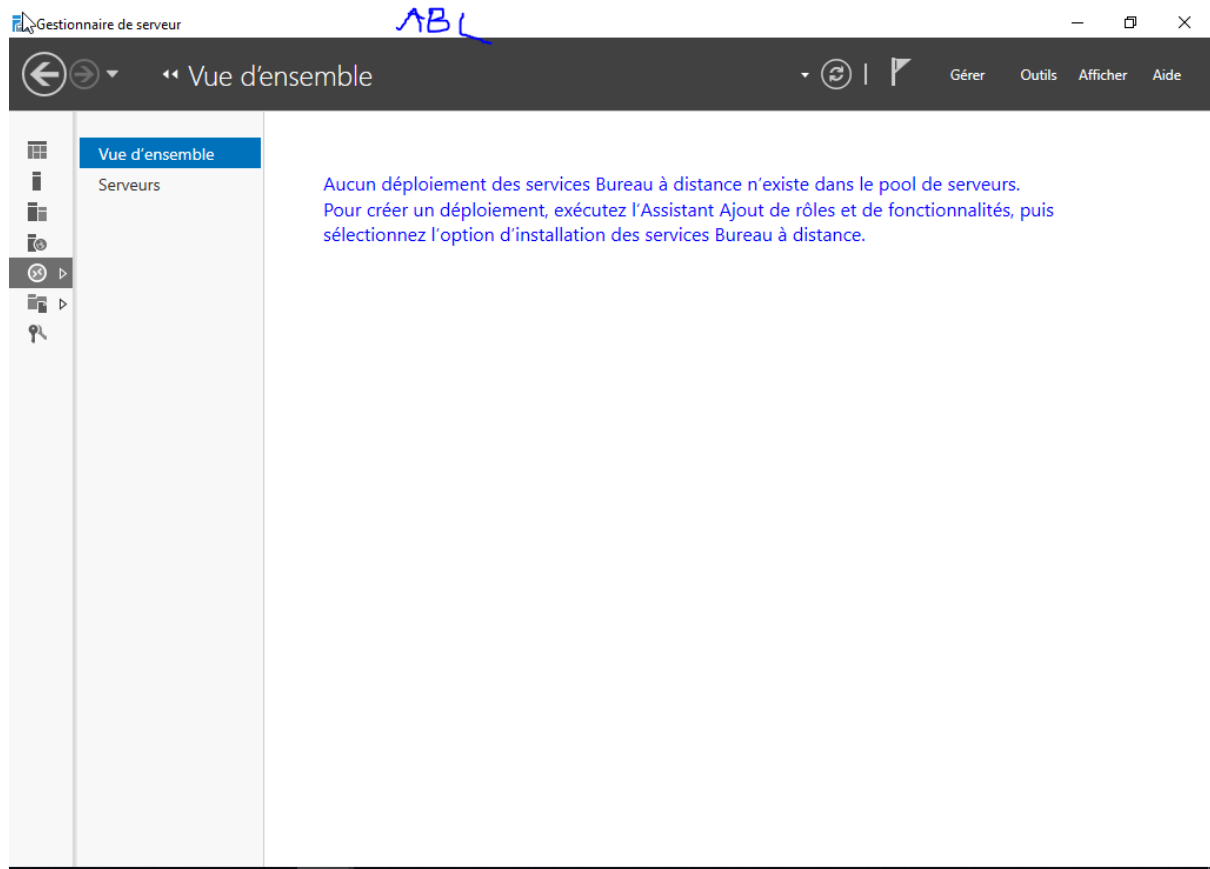 Gestionnaire de serveur
ABL
Vue d’ensemble
Gérer Outils Afficher Aide
Vue d’ensemble
Serveurs
Aucun déploiement des services Bureau à distance n’existe dans le pool de serveurs.
Pour créer un déploiement, exécutez l’Assistant Ajout de rôles et de fonctionnalités, puis
sélectionnez l’option d’installation des services Bureau à distance.